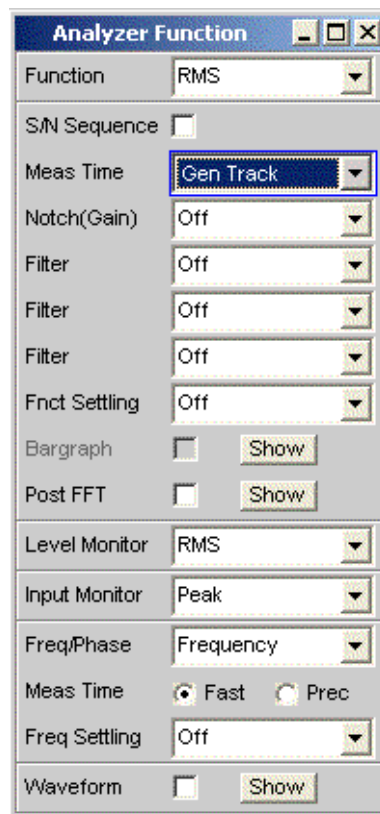 Analyzer Function
Function RMS
S/N Sequence
Meas Time Gen Track
Notch(Gain) Off
Filter Off
Filter Off
Filter Off
Fnct Settling Off
Bargraph Show
Post FFT Show
Level Monitor RMS
Input Monitor Peak
Freq/Phase Frequency
Meas Time Fast Prec
Freq Settling Off
Waveform Show